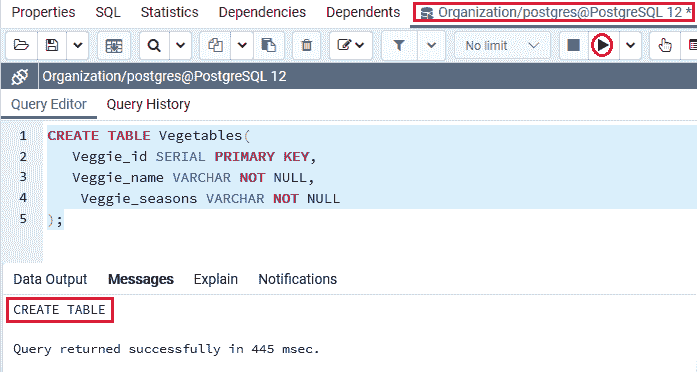 Properties SQL Statistics Dependencies Dependents Organization/postgres@PostgreSQL 12 *
No limit
Organization/postgres@PostgreSQL 12
Query Editor Query History
1 CREATE TABLE Vegetables(
2 Veggie_id SERIAL PRIMARY KEY,
3 Veggie_name VARCHAR NOT NULL,
4 Veggie_seasons VARCHAR NOT NULL
5 );
Data Output Messages Explain Notifications
CREATE TABLE
Query returned successfully in 445 msec.